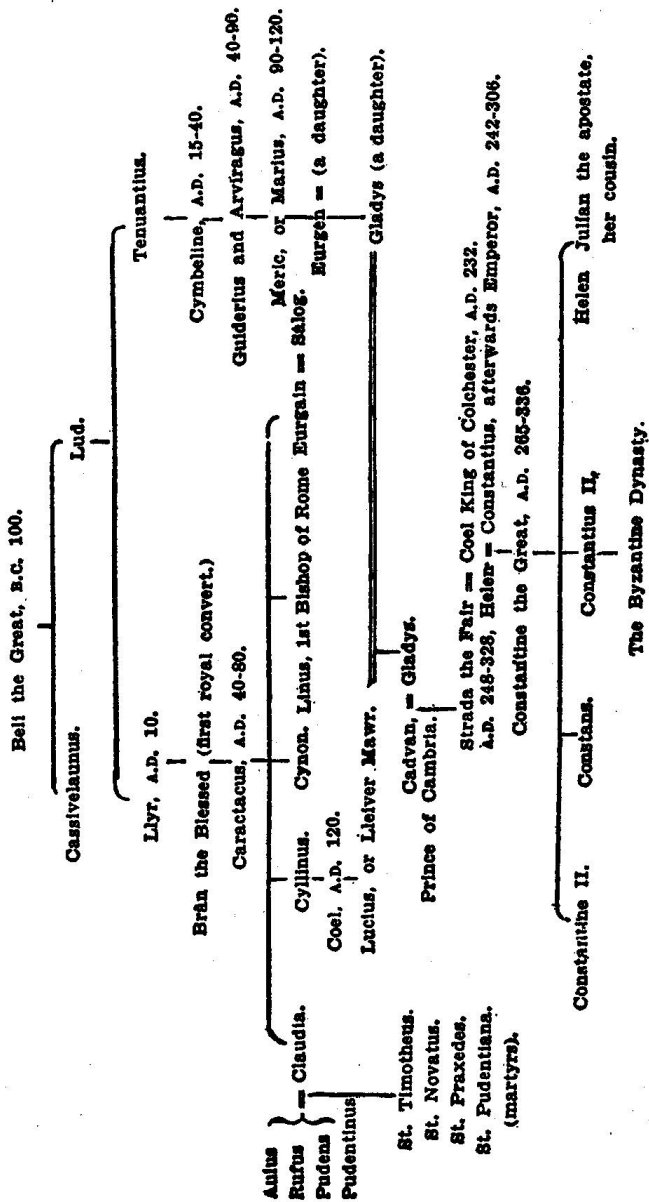 Beli the Great, B.C. 100.
Cassivelaunus.
Lud.
Llyr, A.D. 10.
Tenuantius.
Brân the Blessed (first royal convert.)
Cymbeline, A.D. 15-40.
Caractacus, A.D. 40-80.
Guiderius and Arviragus, A.D. 40-90.
Meric, or Marius, A.D. 90-120.
Eurgen = (a daughter).
Gladys (a daughter).
Anlus
Rufus
Pudens
Pudentinus
= Claudia.
Cyllinus.
Cynon.
Linus, 1st Bishop of Rome
Eurgain = Salog.
St. Timotheus.
St. Novatus.
St. Praxedes.
St. Pudentiana.
(martyrs).
Coel, A.D. 120.
Lucius, or Lleiver Mawr.
Cadvan, = Gladys.
Prince of Cambria.
Strada the Fair = Coel King of Colchester, A.D. 232.
A.D. 248-328, Helen = Constantius, afterwards Emperor, A.D. 242-306.
Constantine the Great, A.D. 265-336.
Constantine II.
Constans.
Constantius II,
Helen
Julian the apostate,
her cousin.
The Byzantine Dynasty.